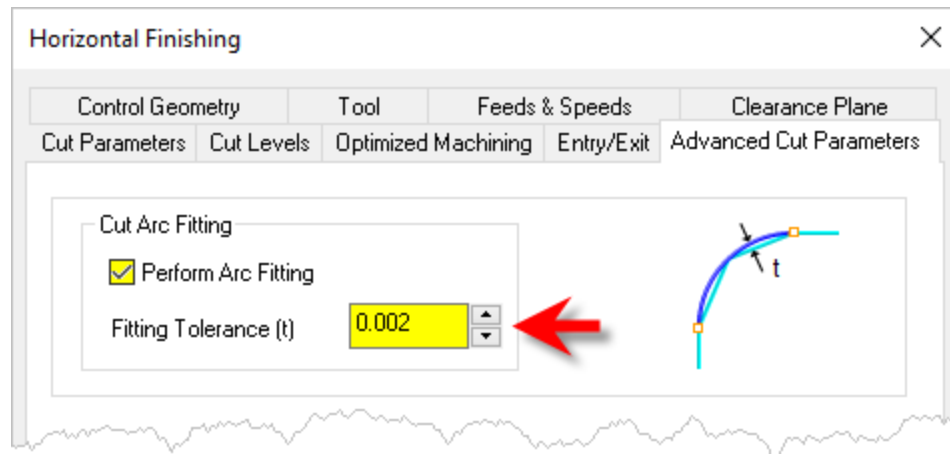 Horizontal Finishing
Control Geometry Tool Feeds & Speeds Clearance Plane
Cut Parameters Cut Levels Optimized Machining Entry/Exit Advanced Cut Parameters
Cut Arc Fitting
Perform Arc Fitting
Fitting Tolerance (t) 0.002
t